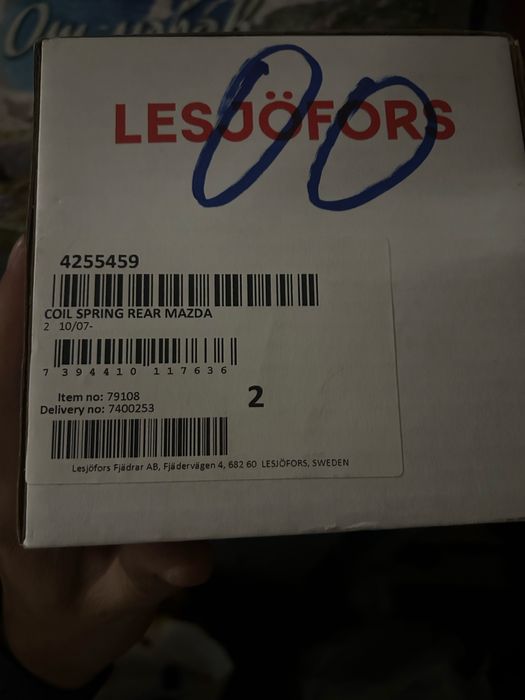 LESJÖFORS
00
4255459
COIL SPRING REAR MAZDA
2 10/07-
7 394410 117636
2
Item no: 79108
Delivery no: 7400253
Lesjöfors Fjädrar AB, Fjädervägen 4, 682 60 LESJÖFORS, SWEDEN